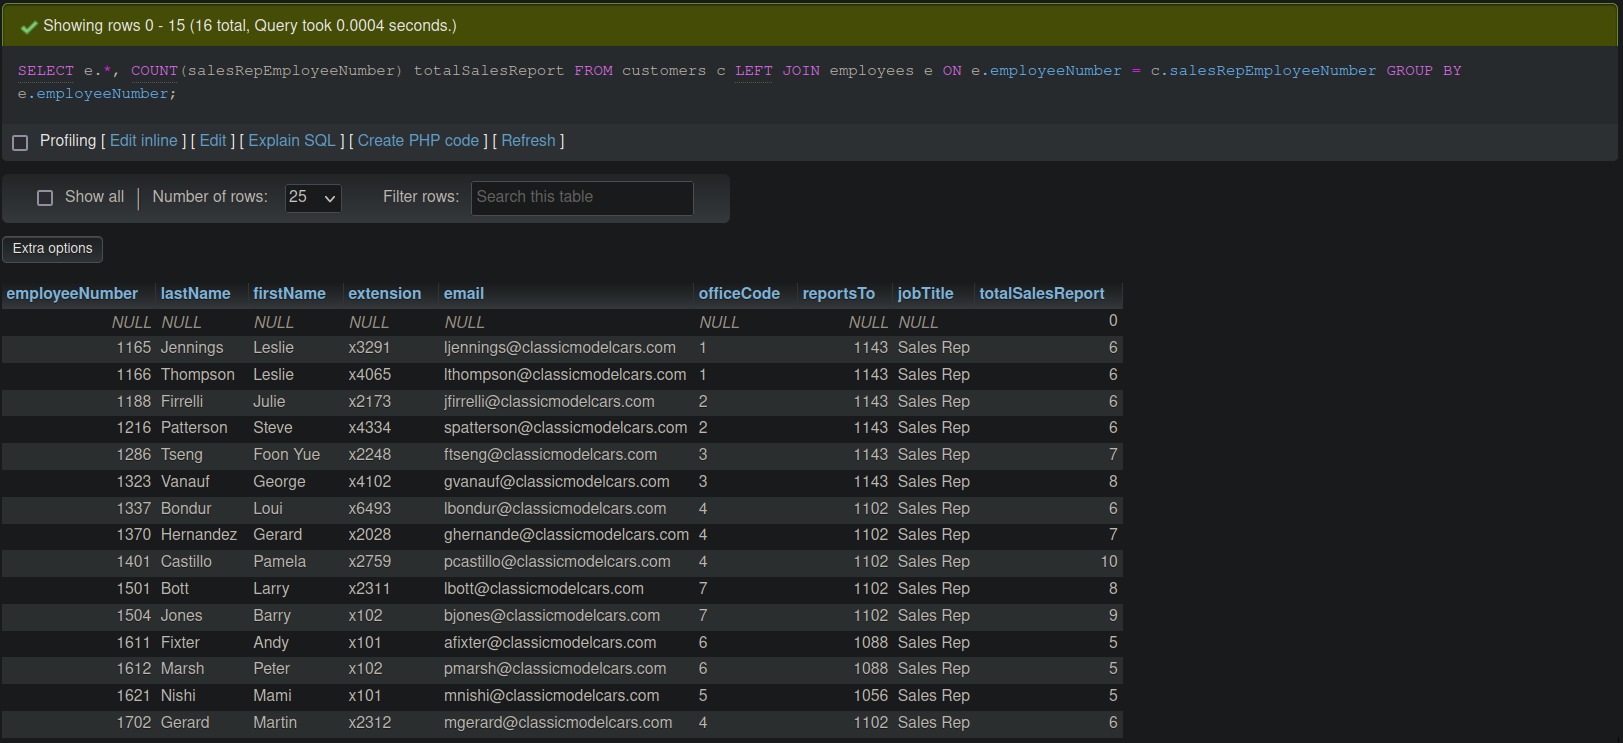 Showing rows 0 - 15 (16 total, Query took 0.0004 seconds.)
SELECT e.*, COUNT(salesRepEmployeeNumber) totalSalesReport FROM customers c LEFT JOIN employees e ON e.employeeNumber = c.salesRepEmployeeNumber GROUP BY
e.employeeNumber;
Profiling [ Edit inline ] [ Edit ] [ Explain SQL ] [ Create PHP code ] [ Refresh ]
Show all | Number of rows: 25 Filter rows: Search this table
Extra options
employeeNumber lastName firstName extension email officeCode reportsTo jobTitle totalSalesReport
NULL NULL NULL NULL NULL NULL NULL NULL 0
1165 Jennings Leslie x3291 ljennings@classicmodelcars.com 1 1143 Sales Rep 6
1166 Thompson Leslie x4065 lthompson@classicmodelcars.com 1 1143 Sales Rep 6
1188 Firrelli Julie x2173 jfirrelli@classicmodelcars.com 2 1143 Sales Rep 6
1216 Patterson Steve x4334 spatterson@classicmodelcars.com 2 1143 Sales Rep 6
1286 Tseng Foon Yue x2248 ftseng@classicmodelcars.com 3 1143 Sales Rep 7
1323 Vanauf George x4102 gvanauf@classicmodelcars.com 3 1143 Sales Rep 8
1337 Bondur Loui x6493 lbondur@classicmodelcars.com 4 1102 Sales Rep 6
1370 Hernandez Gerard x2028 ghernande@classicmodelcars.com 4 1102 Sales Rep 7
1401 Castillo Pamela x2759 pcastillo@classicmodelcars.com 4 1102 Sales Rep 10
1501 Bott Larry x2311 lbott@classicmodelcars.com 7 1102 Sales Rep 8
1504 Jones Barry x102 bjones@classicmodelcars.com 7 1102 Sales Rep 9
1611 Fixter Andy x101 afixter@classicmodelcars.com 6 1088 Sales Rep 5
1612 Marsh Peter x102 pmarsh@classicmodelcars.com 6 1088 Sales Rep 5
1621 Nishi Mami x101 mnishi@classicmodelcars.com 5 1056 Sales Rep 5
1702 Gerard Martin x2312 mgerard@classicmodelcars.com 4 1102 Sales Rep 6